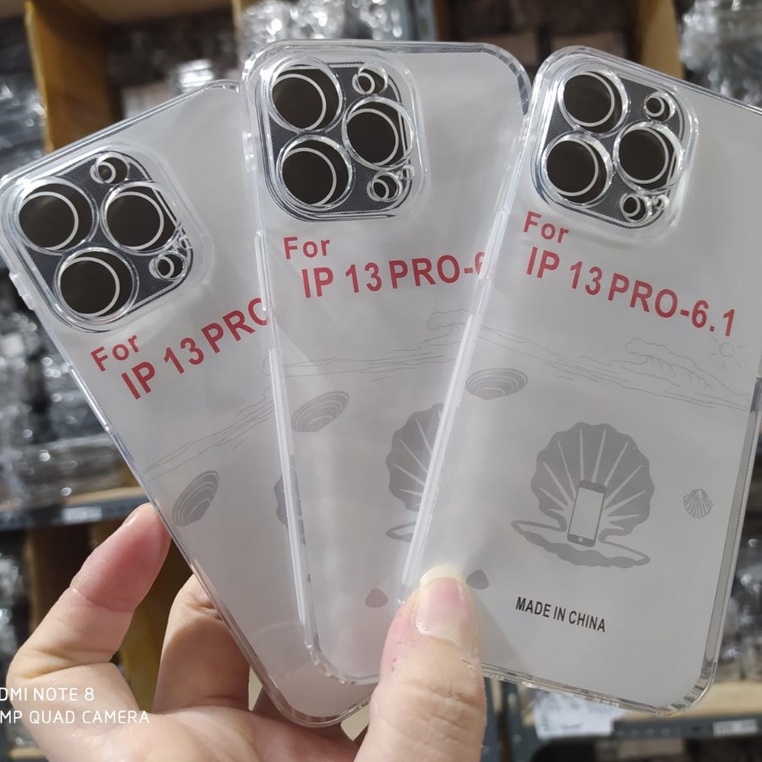 For
IP 13 PRO
For
IP 13 PRO-6
For
IP 13 PRO-6.1
MADE IN CHINA
DMI NOTE 8
MP QUAD CAMERA